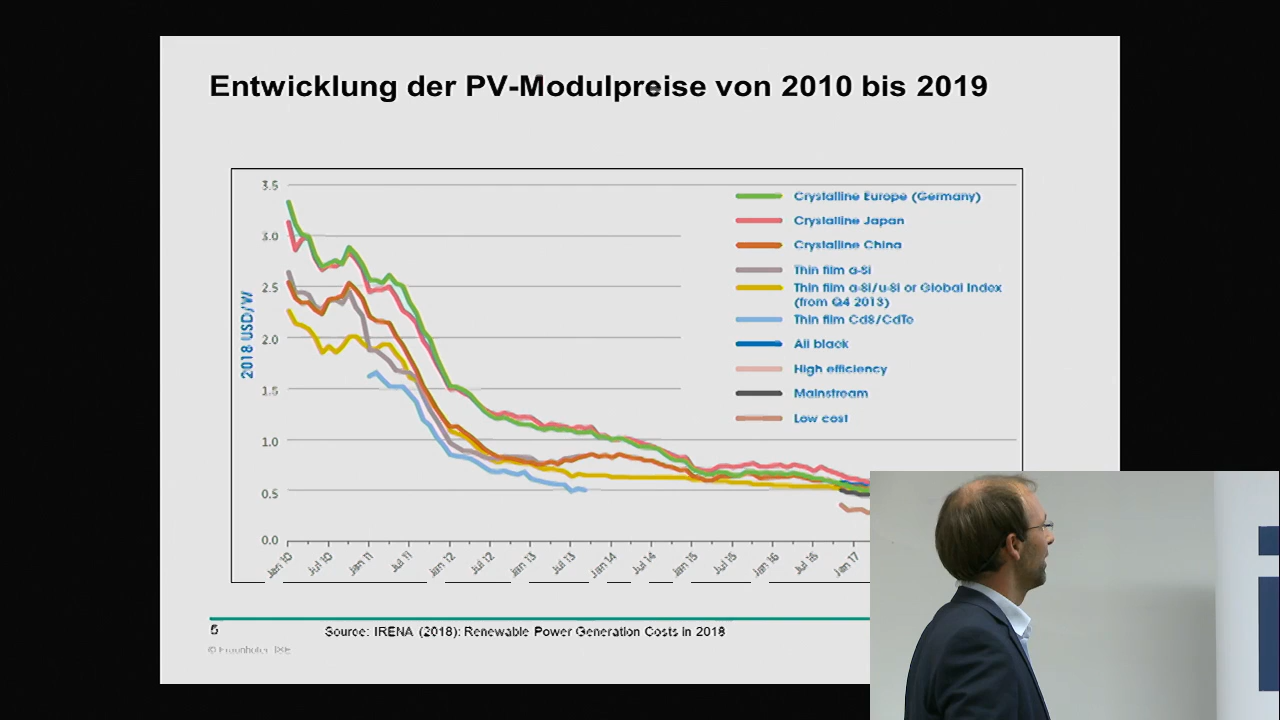 Entwicklung der PV-Modulpreise von 2010 bis 2019
3.5
3.0
2.5
2.0
1.5
1.0
0.5
0.0
2018 USD/W
Crystalline Europe (Germany)
Crystalline Japan
Crystalline China
Thin film a-Si
Thin film a-Si/u-Si or Global Index
(from Q4 2013)
Thin film CdS/CdTe
All black
High efficiency
Mainstream
Low cost
Jan 10
Jul 10
Jan 11
Jul 11
Jan 12
Jul 12
Jan 13
Jul 13
Jan 14
Jul 14
Jan 15
Jul 15
Jan 16
Jul 16
Jan 17
5
Source: IRENA (2018): Renewable Power Generation Costs in 2018
© Fraunhofer ISE